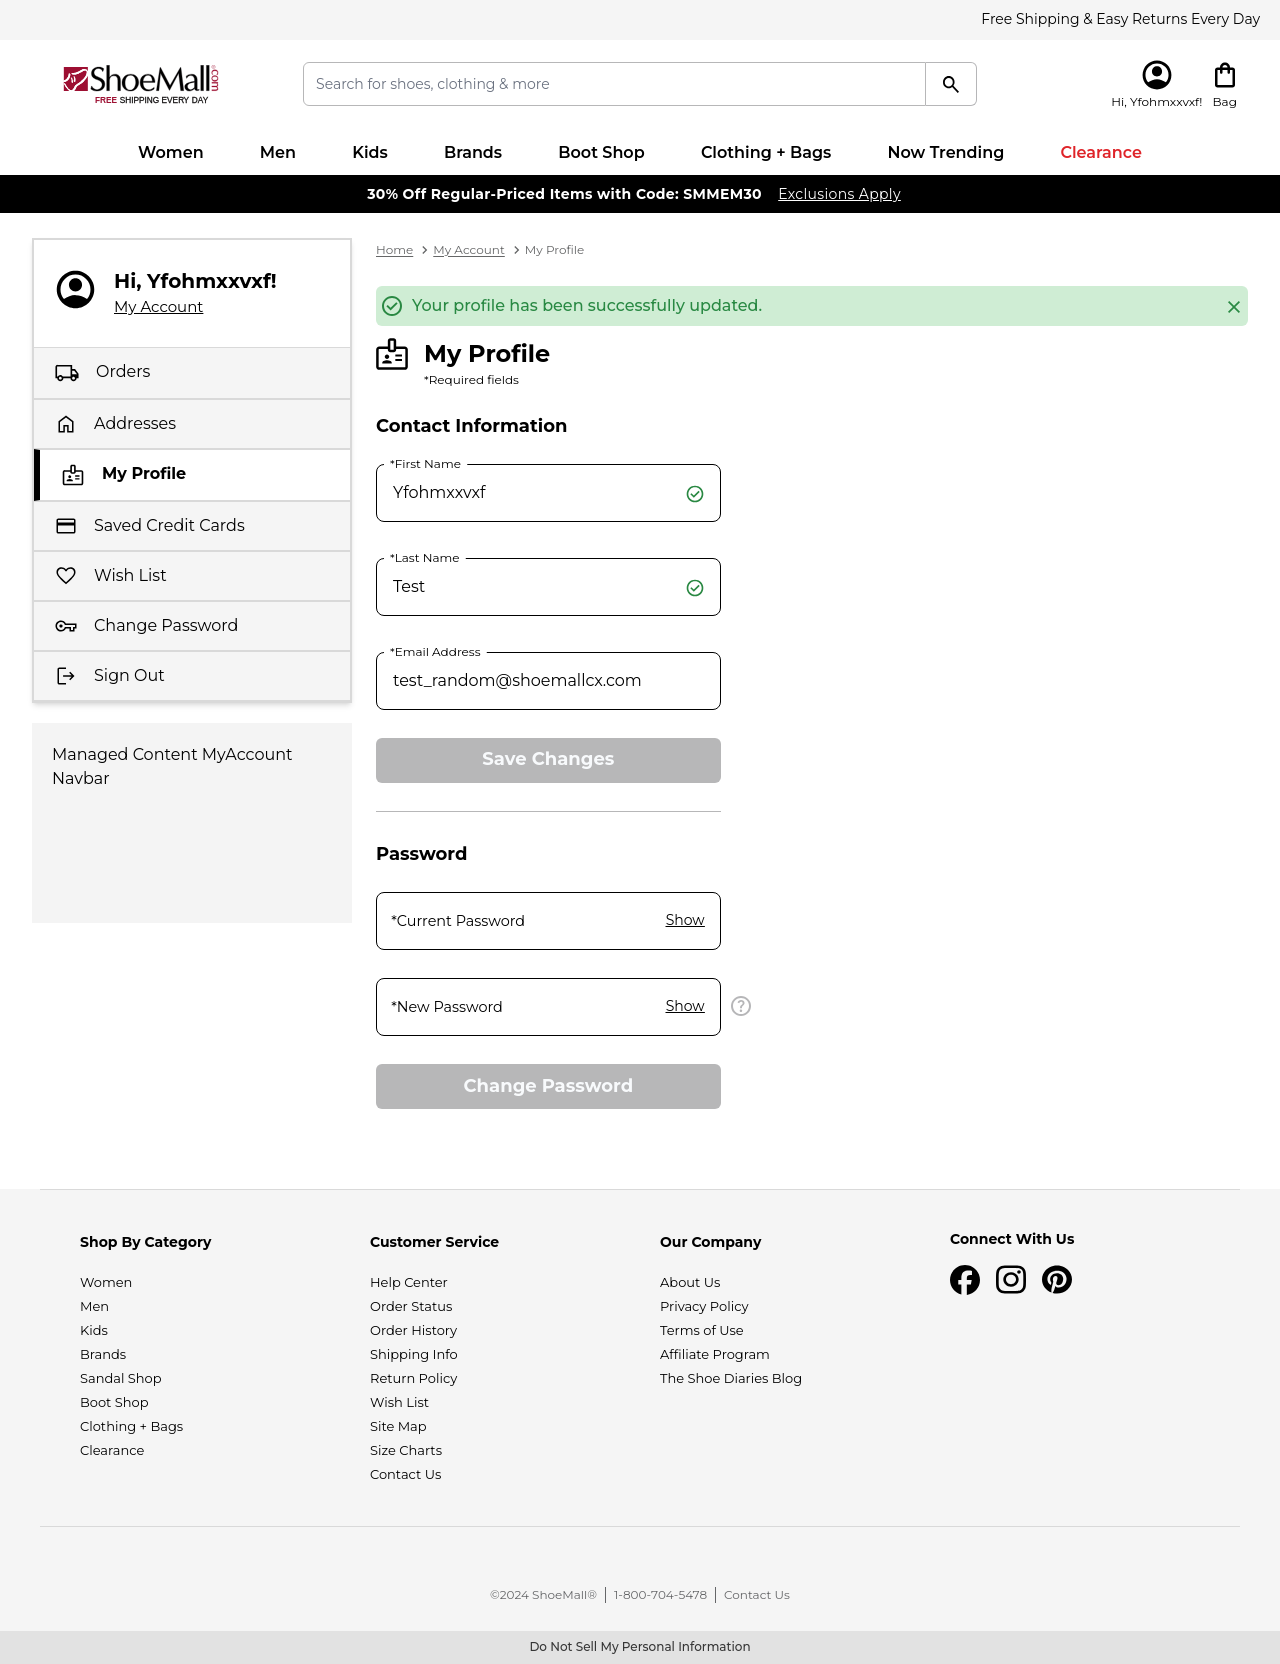 Free Shipping & Easy Returns Every Day
ShoeMall.com
FREE SHIPPING EVERY DAY
Search for shoes, clothing & more
Hi, Yfohmxxvxf! Bag
Women Men Kids Brands Boot Shop Clothing + Bags Now Trending Clearance
30% Off Regular-Priced Items with Code: SMMEM30 Exclusions Apply
Hi, Yfohmxxvxf!
My Account
Orders
Addresses
My Profile
Saved Credit Cards
Wish List
Change Password
Sign Out
Managed Content MyAccount
Navbar
Home > My Account > My Profile
Your profile has been successfully updated.
My Profile
*Required fields
Contact Information
*First Name
Yfohmxxvxf
*Last Name
Test
*Email Address
test_random@shoemallcx.com
Save Changes
Password
*Current Password Show
*New Password Show
Change Password
Shop By Category
Women
Men
Kids
Brands
Sandal Shop
Boot Shop
Clothing + Bags
Clearance
Customer Service
Help Center
Order Status
Order History
Shipping Info
Return Policy
Wish List
Site Map
Size Charts
Contact Us
Our Company
About Us
Privacy Policy
Terms of Use
Affiliate Program
The Shoe Diaries Blog
Connect With Us
©2024 ShoeMall® | 1-800-704-5478 | Contact Us
Do Not Sell My Personal Information